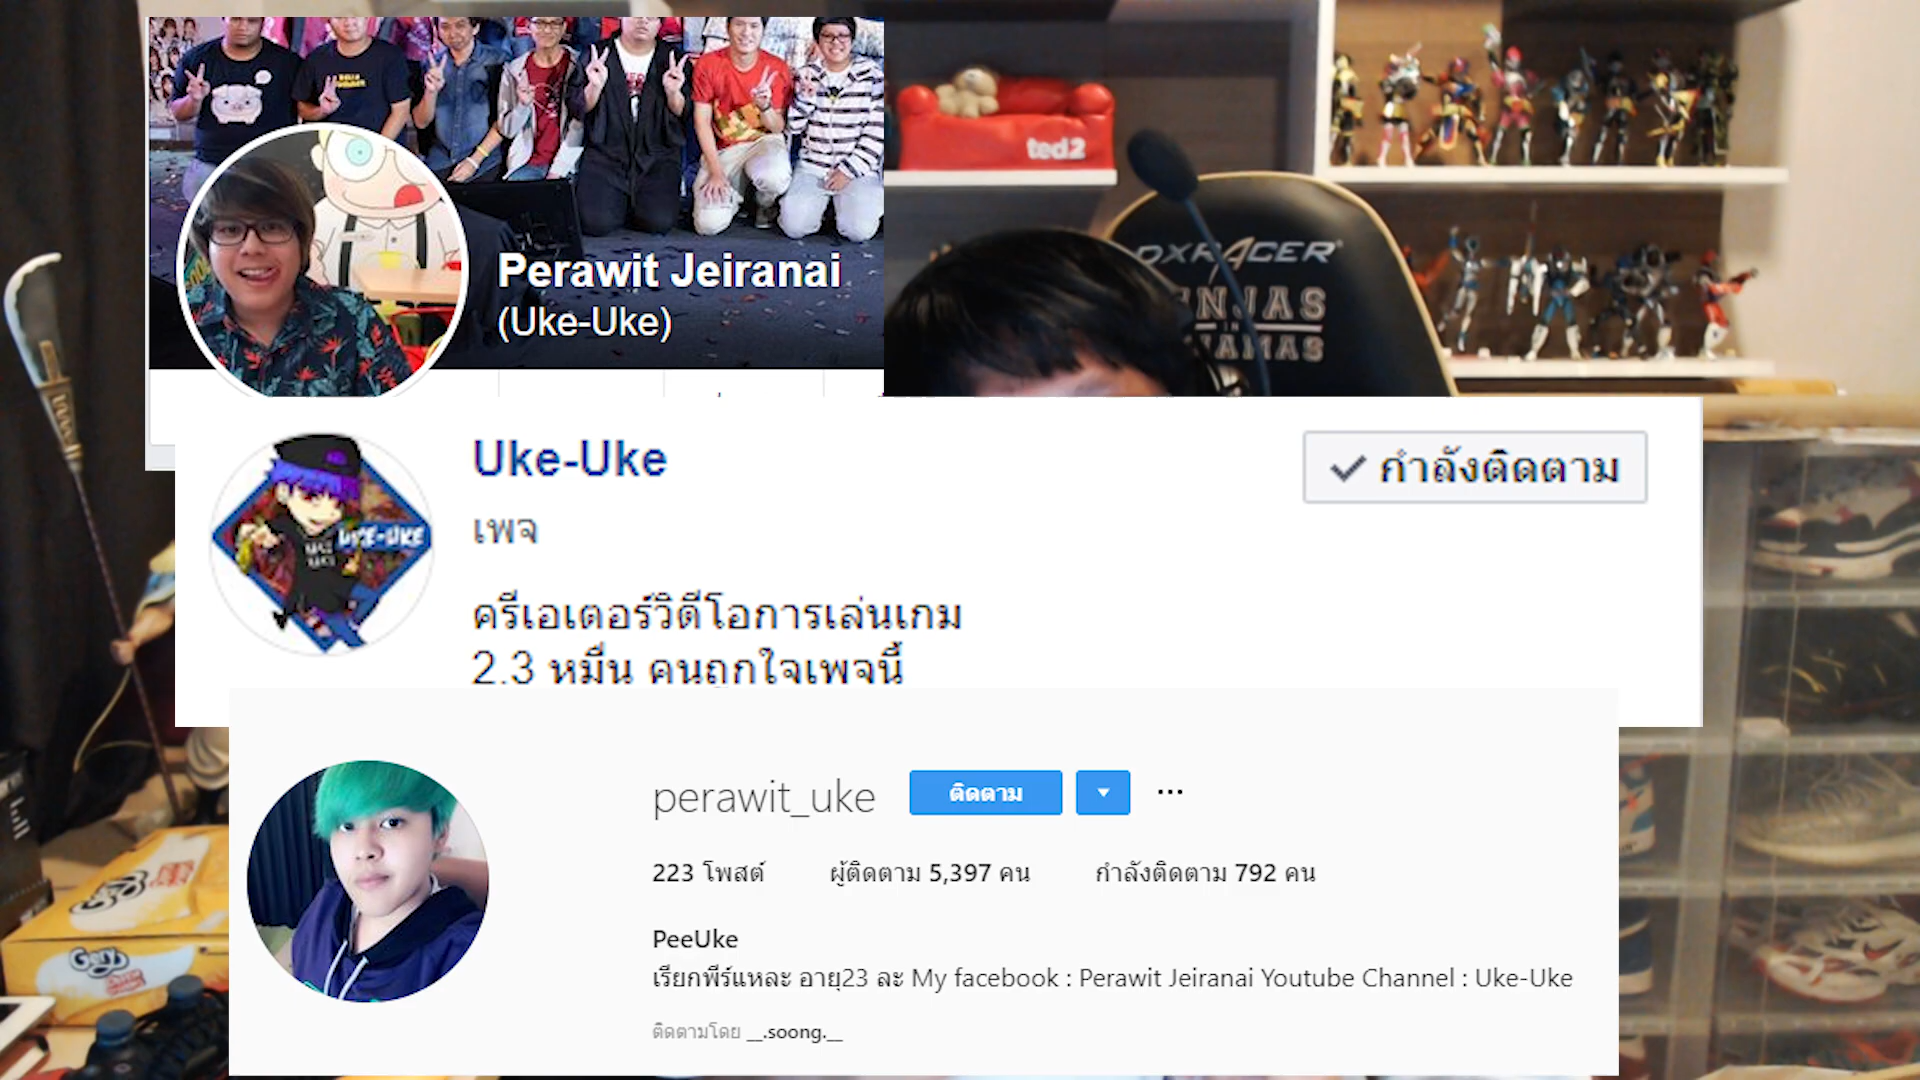 ted2
DXRACER
NINJAS
IN
PYJAMAS
Perawit Jeiranai
(Uke-Uke)
Uke-Uke
กำลังติดตาม
UKE-UKE
เพจ
ครีเอเตอร์วิดีโอการเล่นเกม
2.3 หมื่น คนถูกใจเพจนี้
perawit_uke
ติดตาม
223 โพสต์ ผู้ติดตาม 5,397 คน กำลังติดตาม 792 คน
PeeUke
เรียกพีร์แหละ อายุ23 ละ My facebook : Perawit Jeiranai Youtube Channel : Uke-Uke
ติดตามโดย __.soong.__